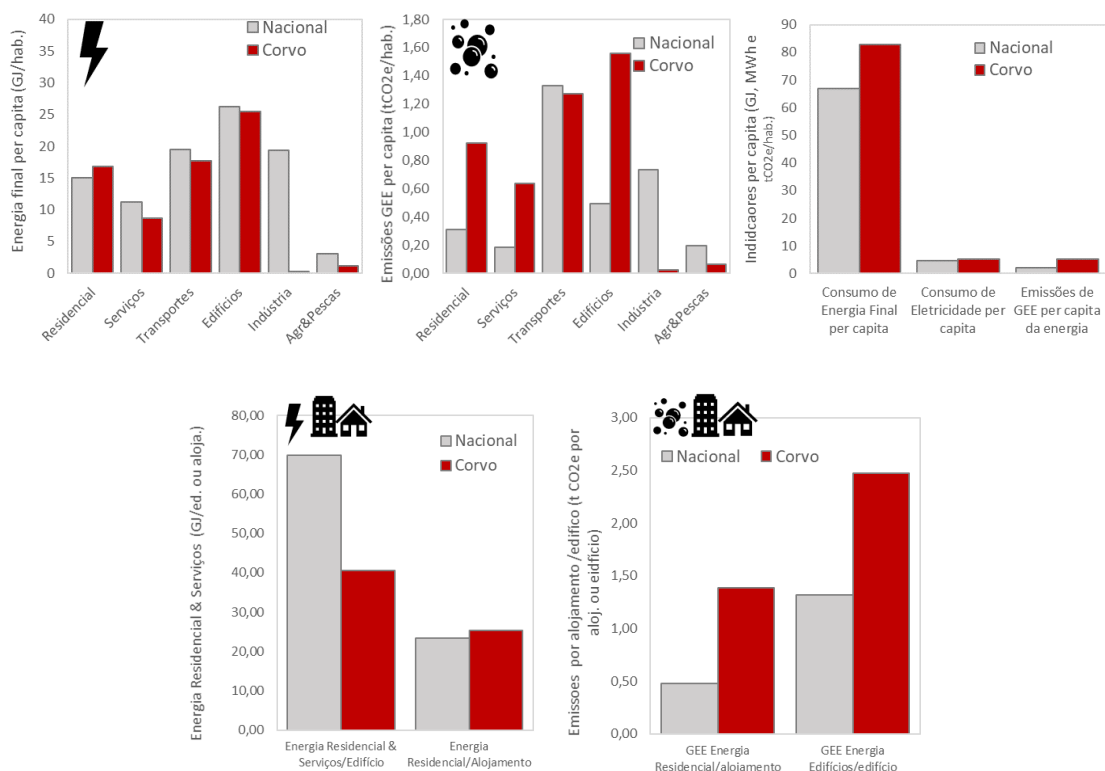 Energia final per capita (GJ/hab.)
40
35
30
25
20
15
10
5
0
Nacional
Corvo
Residencial
Serviços
Transportes
Edifícios
Indústria
Agr&Pescas
Emissões GEE per capita (tCO2e/hab.)
1,80
1,60
1,40
1,20
1,00
0,80
0,60
0,40
0,20
0,00
Nacional
Corvo
Residencial
Serviços
Transportes
Edifícios
Indústria
Agr&Pescas
Indidcaores per capita (GJ, MWh e
tCO2e/hab.)
90
80
70
60
50
40
30
20
10
0
Nacional
Corvo
Consumo de
Energia Final
per capita
Consumo de
Eletricidade per
capita
Emissões de
GEE per capita
da energia
Energia Residencial & Serviços (GJ/ed. ou aloja.)
80,00
70,00
60,00
50,00
40,00
30,00
20,00
10,00
0,00
Nacional
Corvo
Energia Residencial &
Serviços/Edifício
Energia
Residencial/Alojamento
Emissoes por alojamento /edifico (t CO2e por
aloj. ou eidfício)
3,00
2,50
2,00
1,50
1,00
0,50
0,00
Nacional
Corvo
GEE Energia
Residencial/alojamento
GEE Energia
Edifícios/edifício